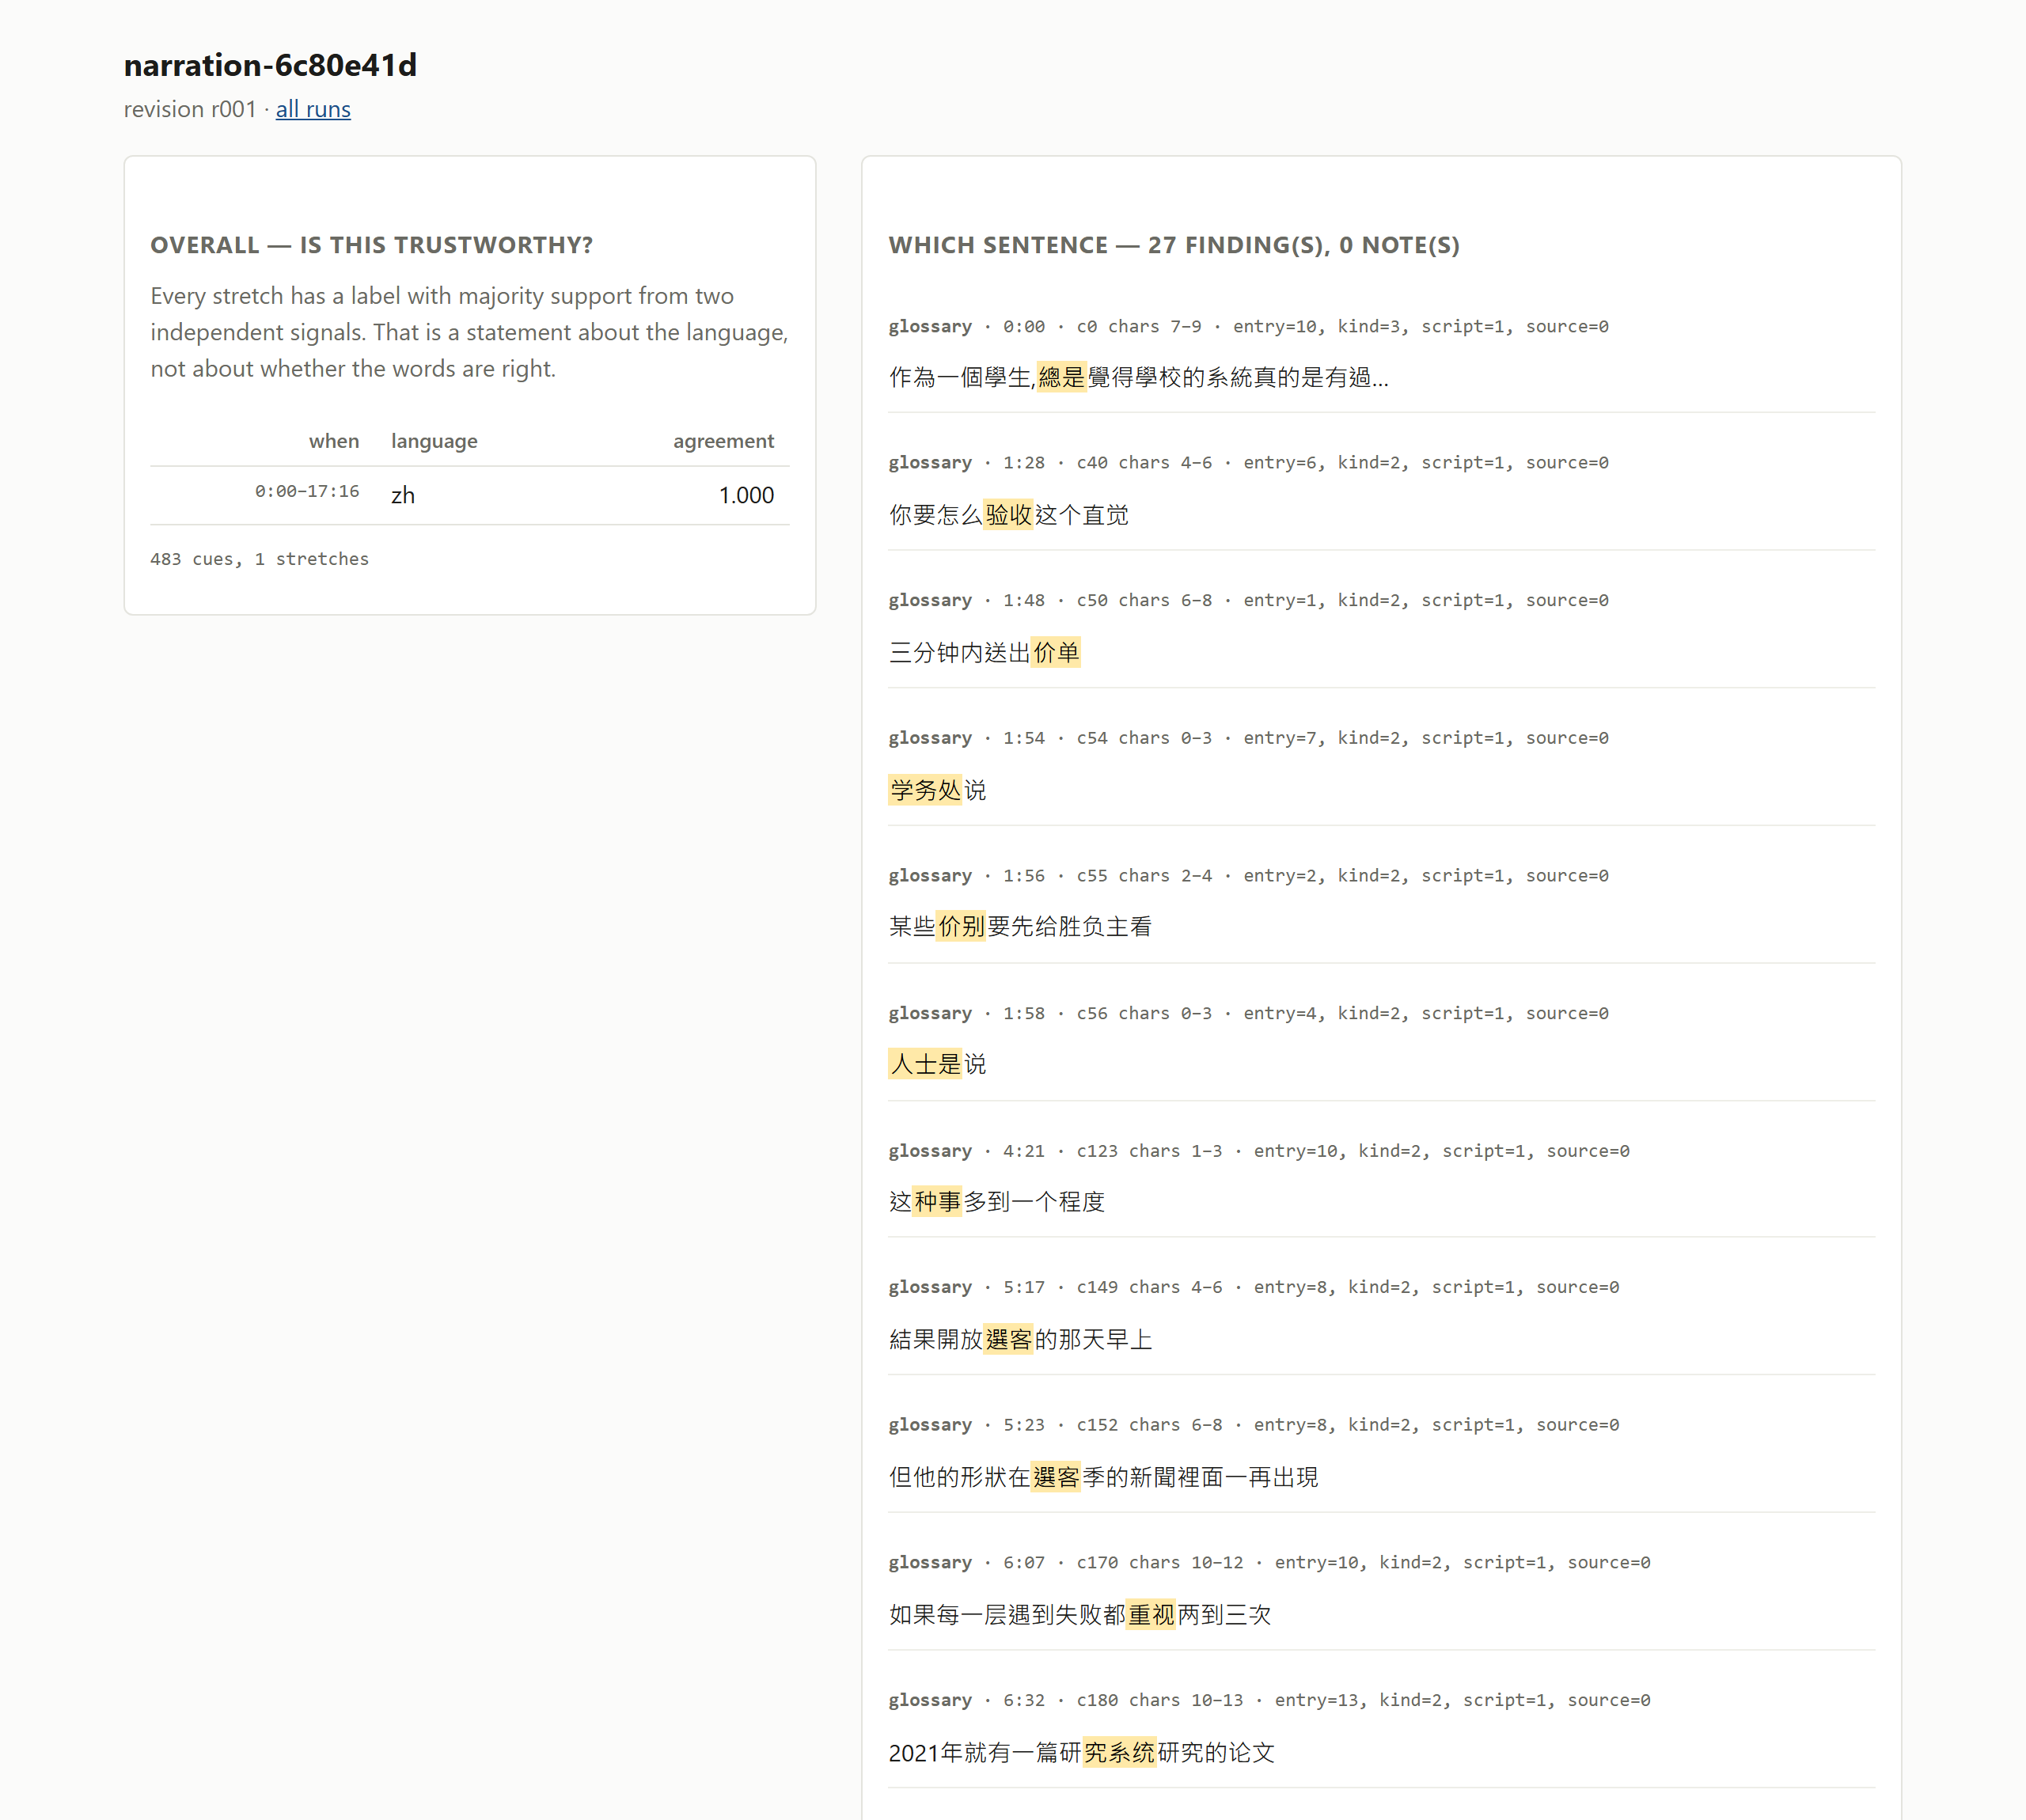 narration-6c80e41d
revision r001 · all runs
OVERALL — IS THIS TRUSTWORTHY?
Every stretch has a label with majority support from two
independent signals. That is a statement about the language,
not about whether the words are right.
when language agreement
0:00–17:16 zh 1.000
483 cues, 1 stretches
WHICH SENTENCE — 27 FINDING(S), 0 NOTE(S)
glossary · 0:00 · c0 chars 7–9 · entry=10, kind=3, script=1, source=0
作為一個學生,總是覺得學校的系統真的是有過…
glossary · 1:28 · c40 chars 4–6 · entry=6, kind=2, script=1, source=0
你要怎么验收这个直觉
glossary · 1:48 · c50 chars 6–8 · entry=1, kind=2, script=1, source=0
三分钟内送出价单
glossary · 1:54 · c54 chars 0–3 · entry=7, kind=2, script=1, source=0
学务处说
glossary · 1:56 · c55 chars 2–4 · entry=2, kind=2, script=1, source=0
某些价别要先给胜负主看
glossary · 1:58 · c56 chars 0–3 · entry=4, kind=2, script=1, source=0
人士是说
glossary · 4:21 · c123 chars 1–3 · entry=10, kind=2, script=1, source=0
这种事多到一个程度
glossary · 5:17 · c149 chars 4–6 · entry=8, kind=2, script=1, source=0
結果開放選客的那天早上
glossary · 5:23 · c152 chars 6–8 · entry=8, kind=2, script=1, source=0
但他的形狀在選客季的新聞裡面一再出現
glossary · 6:07 · c170 chars 10–12 · entry=10, kind=2, script=1, source=0
如果每一层遇到失败都重视两到三次
glossary · 6:32 · c180 chars 10–13 · entry=13, kind=2, script=1, source=0
2021年就有一篇研究系统研究的论文